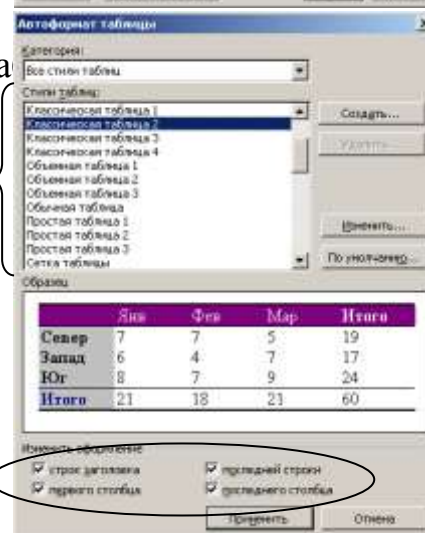 Автоформат таблицы
Категория:
Все стили таблиц
Стили таблиц:
Классическая таблица 1
Классическая таблица 2
Классическая таблица 3
Классическая таблица 4
Объемная таблица 1
Объемная таблица 2
Объемная таблица 3
Обычная таблица
Простая таблица 1
Простая таблица 2
Простая таблица 3
Сетка таблицы
Создать...
Удалить...
Изменить...
По умолчанию...
Образец
Янв Фев Мар Итого
Север 7 7 5 19
Запад 6 4 7 17
Юг 8 7 9 24
Итого 21 18 21 60
Изменить оформление
строк заголовка последней строки
первого столбца последнего столбца
Применить Отмена